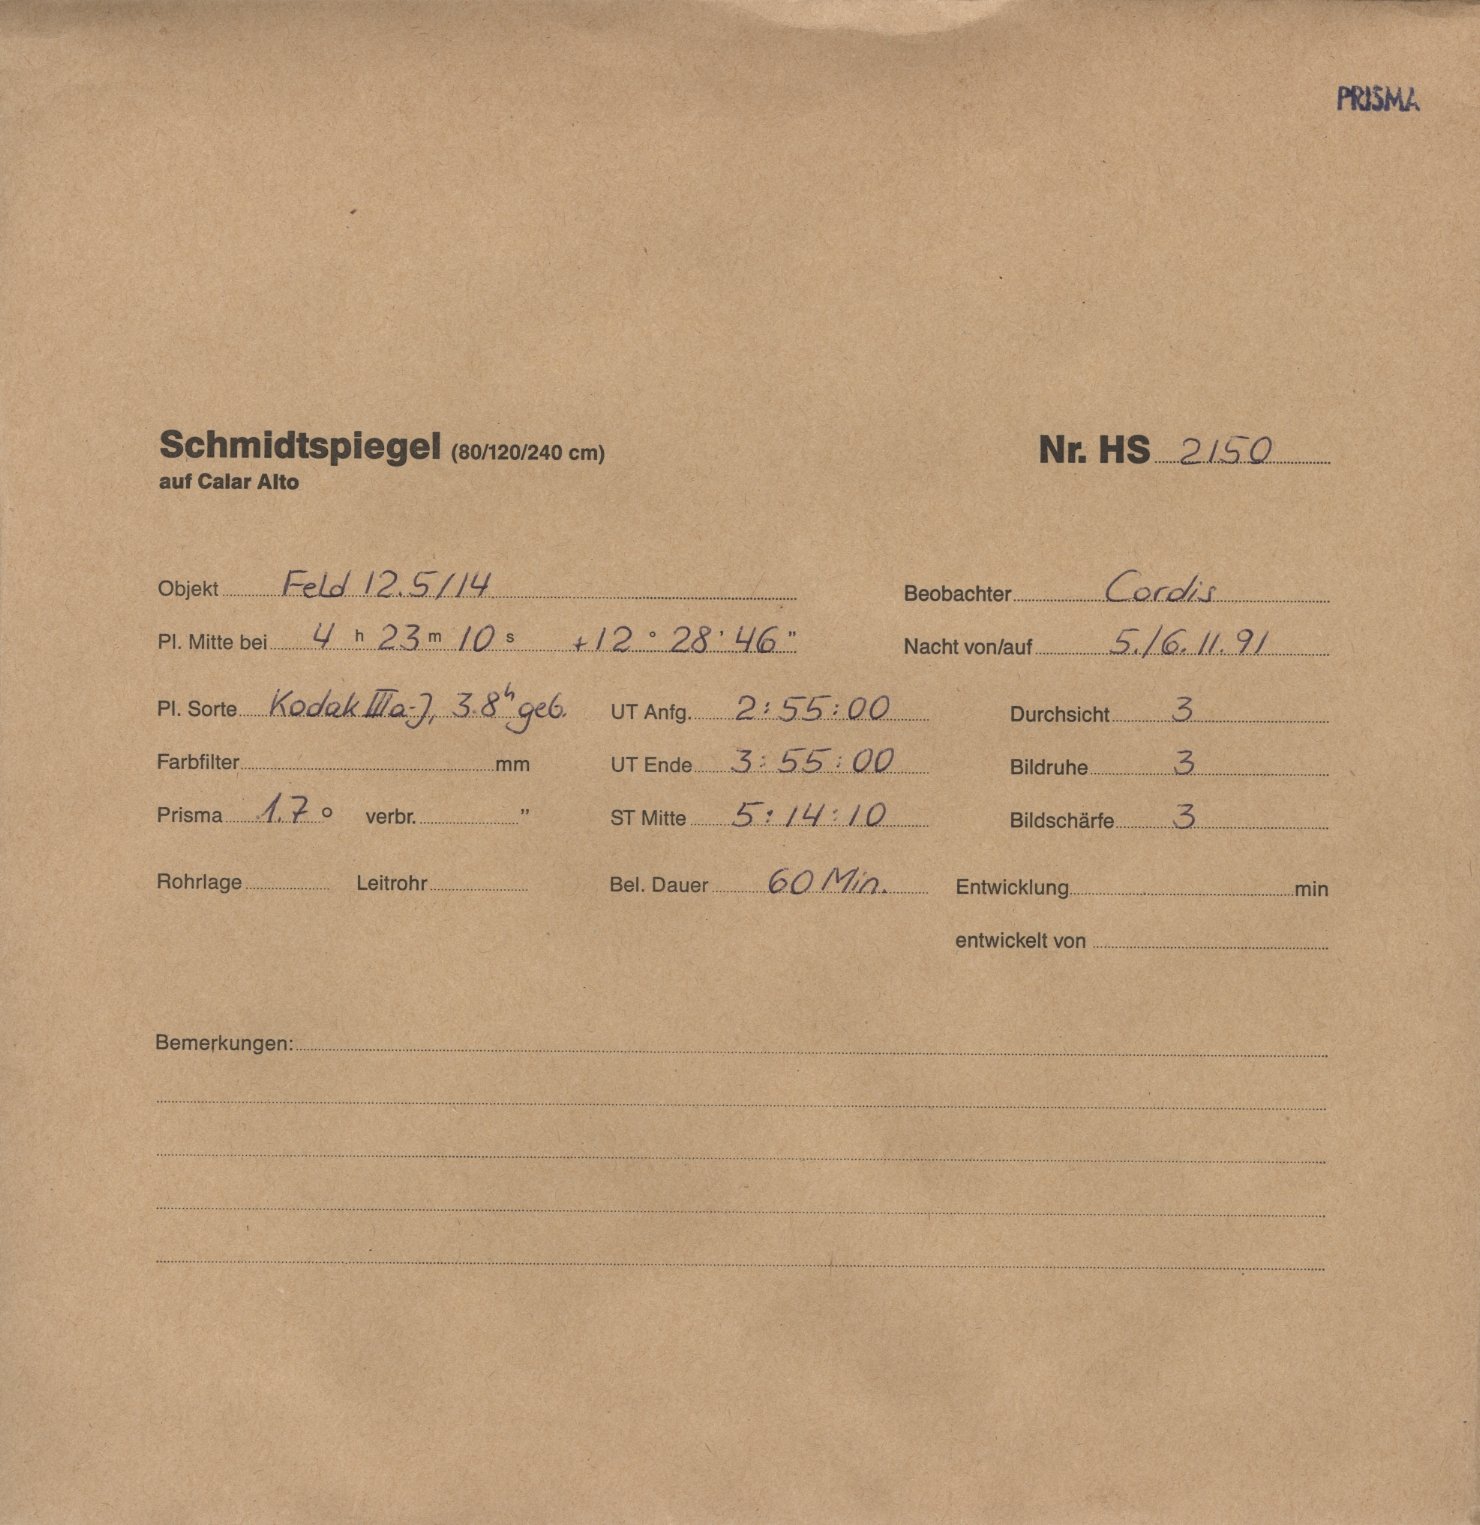 PRISMA
Schmidtspiegel (80/120/240 cm) Nr. HS 2150
auf Calar Alto
Objekt Feld 12.5/14 Beobachter Cordis
Pl. Mitte bei 4 h 23 m 10 s +12 ° 28 ' 46 " Nacht von/auf 5./6.11.91
Pl. Sorte Kodak IIIa-J, 3.8h geb. UT Anfg. 2:55:00 Durchsicht 3
Farbfilter mm UT Ende 3:55:00 Bildruhe 3
Prisma 1.7 ° verbr. " ST Mitte 5:14:10 Bildschärfe 3
Rohrlage Leitrohr Bel. Dauer 60 Min. Entwicklung min
entwickelt von
Bemerkungen: